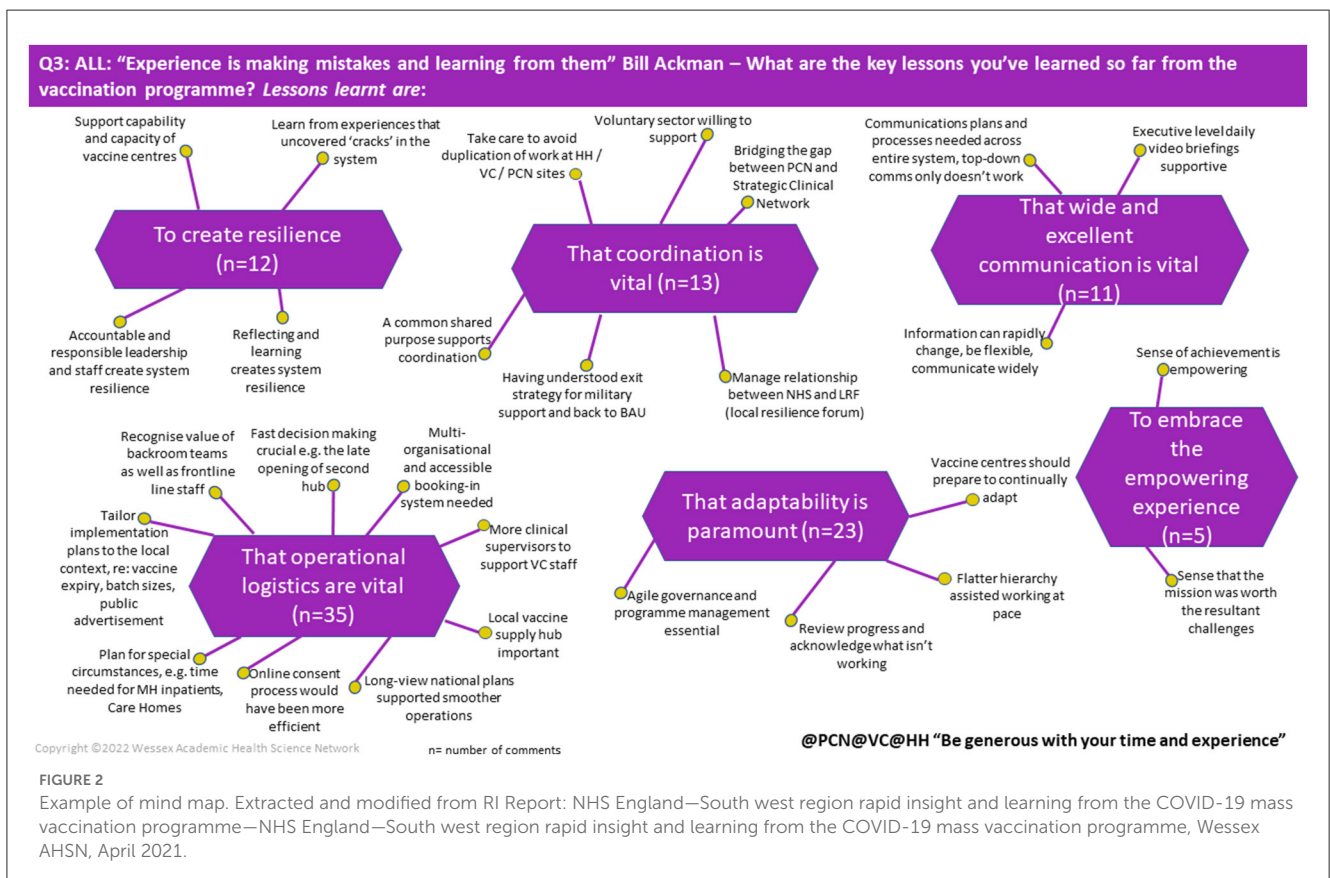 Q3: ALL: “Experience is making mistakes and learning from them” Bill Ackman – What are the key lessons you’ve learned so far from the
vaccination programme? Lessons learnt are:
Support capability
and capacity of
vaccine centres
Learn from experiences that
uncovered ‘cracks’ in the
system
To create resilience
(n=12)
Accountable and
responsible leadership
and staff create system
resilience
Reflecting and
learning
creates system
resilience
Take care to avoid
duplication of work at HH /
VC / PCN sites
Voluntary sector willing to
support
Bridging the gap
between PCN and
Strategic Clinical
Network
That coordination is
vital (n=13)
A common shared
purpose supports
coordination
Having understood exit
strategy for military
support and back to BAU
Manage relationship
between NHS and LRF
(local resilience forum)
Communications plans and
processes needed across
entire system, top-down
comms only doesn’t work
Executive level daily
video briefings
supportive
That wide and
excellent
communication is vital
(n=11)
Information can rapidly
change, be flexible,
communicate widely
Sense of achievement is
empowering
To embrace
the
empowering
experience
(n=5)
Sense that the
mission was worth
the resultant
challenges
Recognise value of
backroom teams
as well as frontline
line staff
Fast decision making
crucial e.g. the late
opening of second
hub
Multi-
organisational
and accessible
booking-in
system needed
Tailor
implementation
plans to the local
context, re: vaccine
expiry, batch sizes,
public
advertisement
More clinical
supervisors to
support VC staff
That operational
logistics are vital
(n=35)
Local vaccine
supply hub
important
Plan for special
circumstances, e.g. time
needed for MH inpatients,
Care Homes
Online consent
process would
have been more
efficient
Long-view national plans
supported smoother
operations
Vaccine centres should
prepare to continually
adapt
That adaptability is
paramount (n=23)
Agile governance and
programme management
essential
Review progress and
acknowledge what isn’t
working
Flatter hierarchy
assisted working at
pace
Copyright ©2022 Wessex Academic Health Science Network
n= number of comments
@PCN@VC@HH “Be generous with your time and experience”
FIGURE 2
Example of mind map. Extracted and modified from RI Report: NHS England—South west region rapid insight and learning from the COVID-19 mass
vaccination programme—NHS England—South west region rapid insight and learning from the COVID-19 mass vaccination programme, Wessex
AHSN, April 2021.